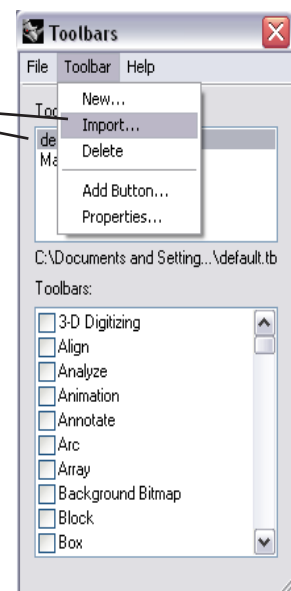 Toolbars
File Toolbar Help
New...
Import...
Delete
Add Button...
Properties...
C:\Documents and Setting...\default.tb
Toolbars:
3-D Digitizing
Align
Analyze
Animation
Annotate
Arc
Array
Background Bitmap
Block
Box